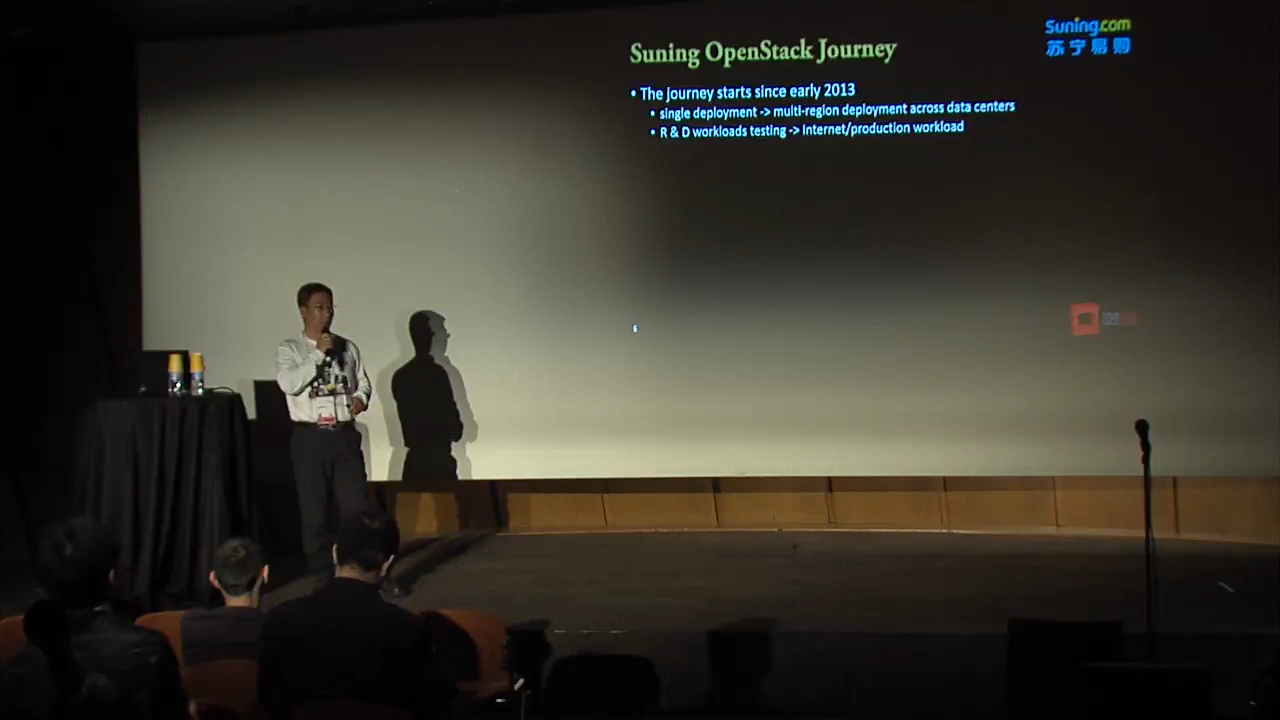 Suning.com
苏宁易购
Suning OpenStack Journey
• The journey starts since early 2013
• single deployment -> multi-region deployment across data centers
• R & D workloads testing -> Internet/production workload
6